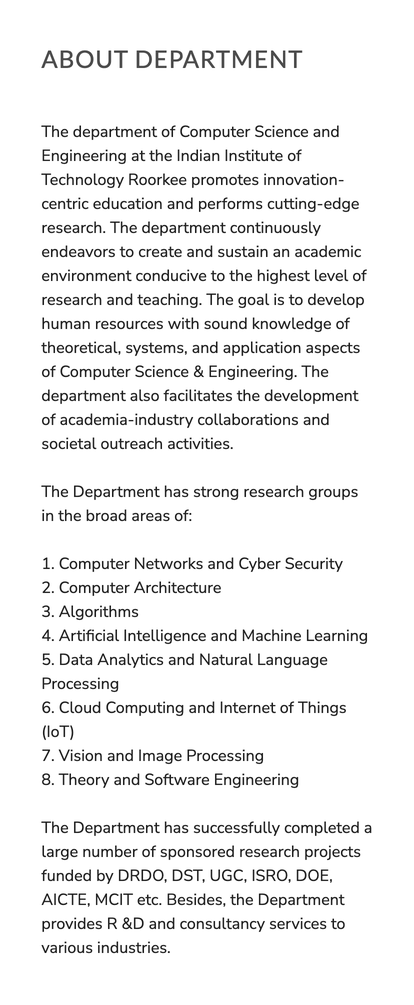 ABOUT DEPARTMENT
The department of Computer Science and
Engineering at the Indian Institute of
Technology Roorkee promotes innovation-
centric education and performs cutting-edge
research. The department continuously
endeavors to create and sustain an academic
environment conducive to the highest level of
research and teaching. The goal is to develop
human resources with sound knowledge of
theoretical, systems, and application aspects
of Computer Science & Engineering. The
department also facilitates the development
of academia-industry collaborations and
societal outreach activities.
The Department has strong research groups
in the broad areas of:
1. Computer Networks and Cyber Security
2. Computer Architecture
3. Algorithms
4. Artificial Intelligence and Machine Learning
5. Data Analytics and Natural Language
Processing
6. Cloud Computing and Internet of Things
(IoT)
7. Vision and Image Processing
8. Theory and Software Engineering
The Department has successfully completed a
large number of sponsored research projects
funded by DRDO, DST, UGC, ISRO, DOE,
AICTE, MCIT etc. Besides, the Department
provides R &D and consultancy services to
various industries.